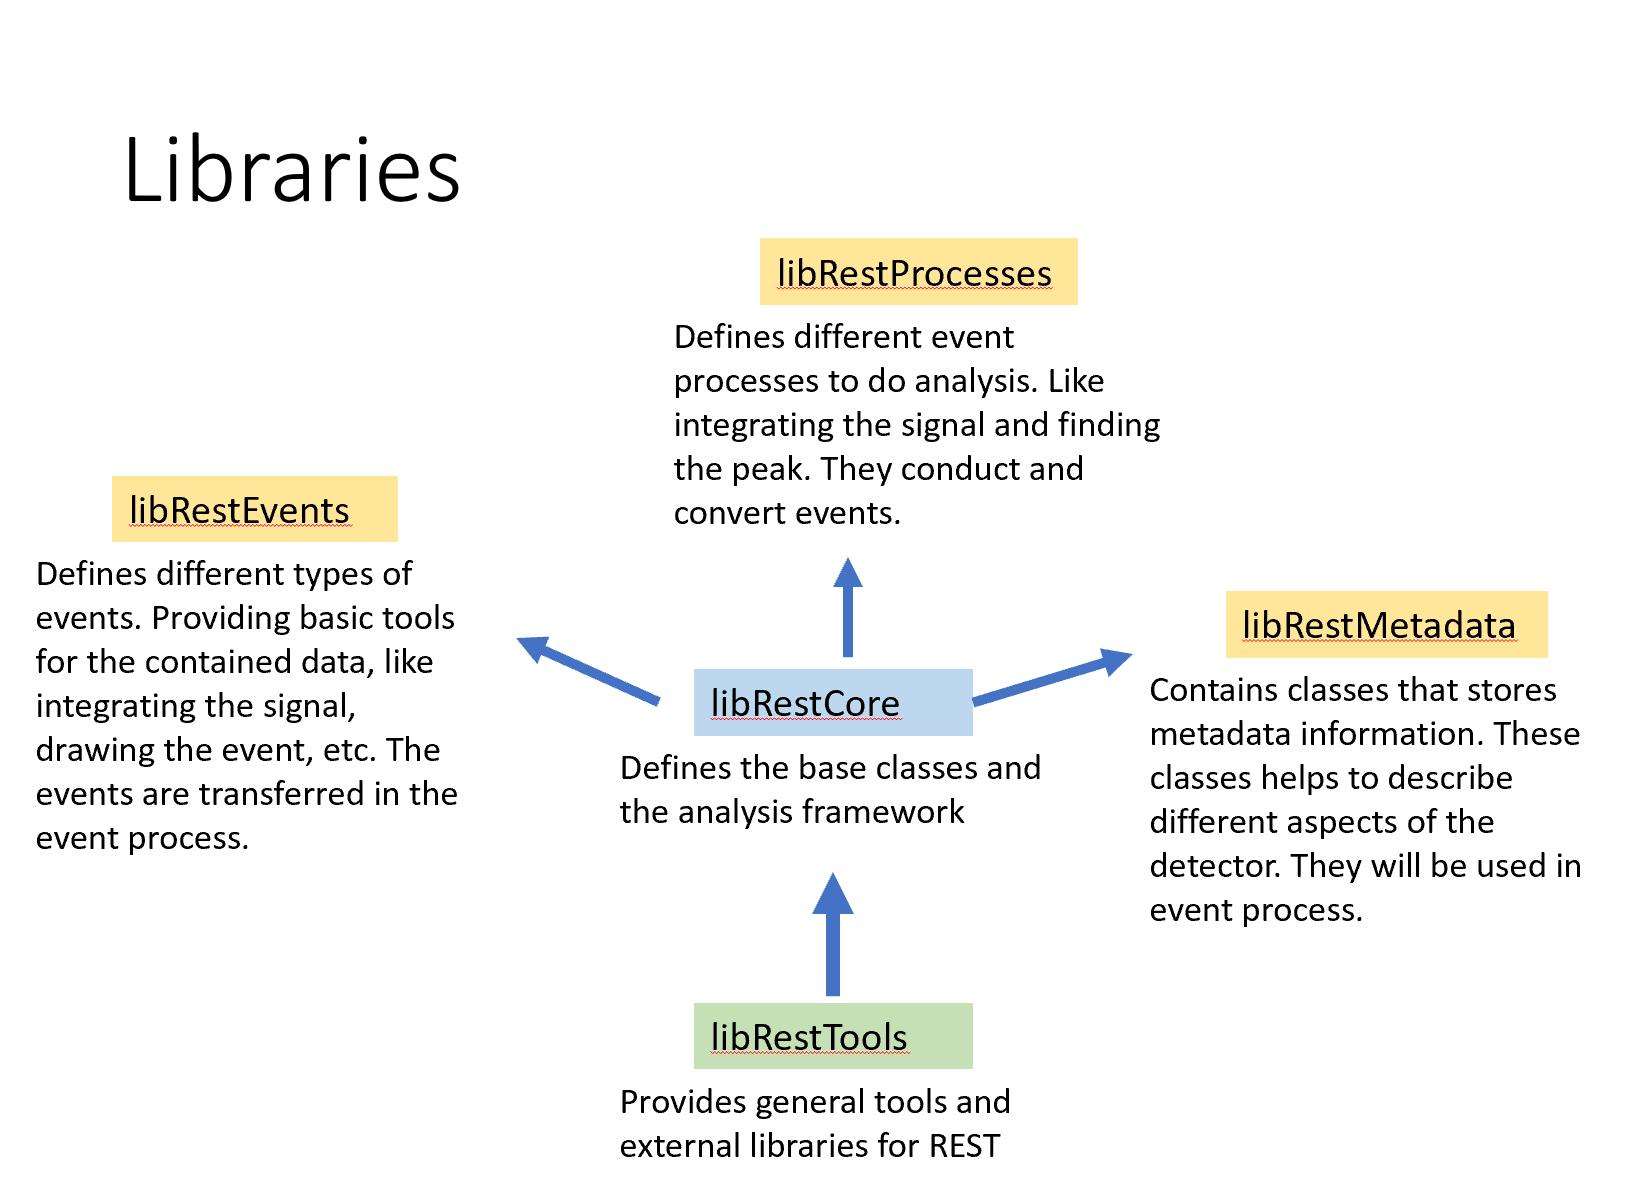 Libraries
libRestProcesses
Defines different event
processes to do analysis. Like
integrating the signal and finding
the peak. They conduct and
convert events.
libRestEvents
Defines different types of
events. Providing basic tools
for the contained data, like
integrating the signal,
drawing the event, etc. The
events are transferred in the
event process.
libRestMetadata
Contains classes that stores
metadata information. These
classes helps to describe
different aspects of the
detector. They will be used in
event process.
libRestCore
Defines the base classes and
the analysis framework
libRestTools
Provides general tools and
external libraries for REST